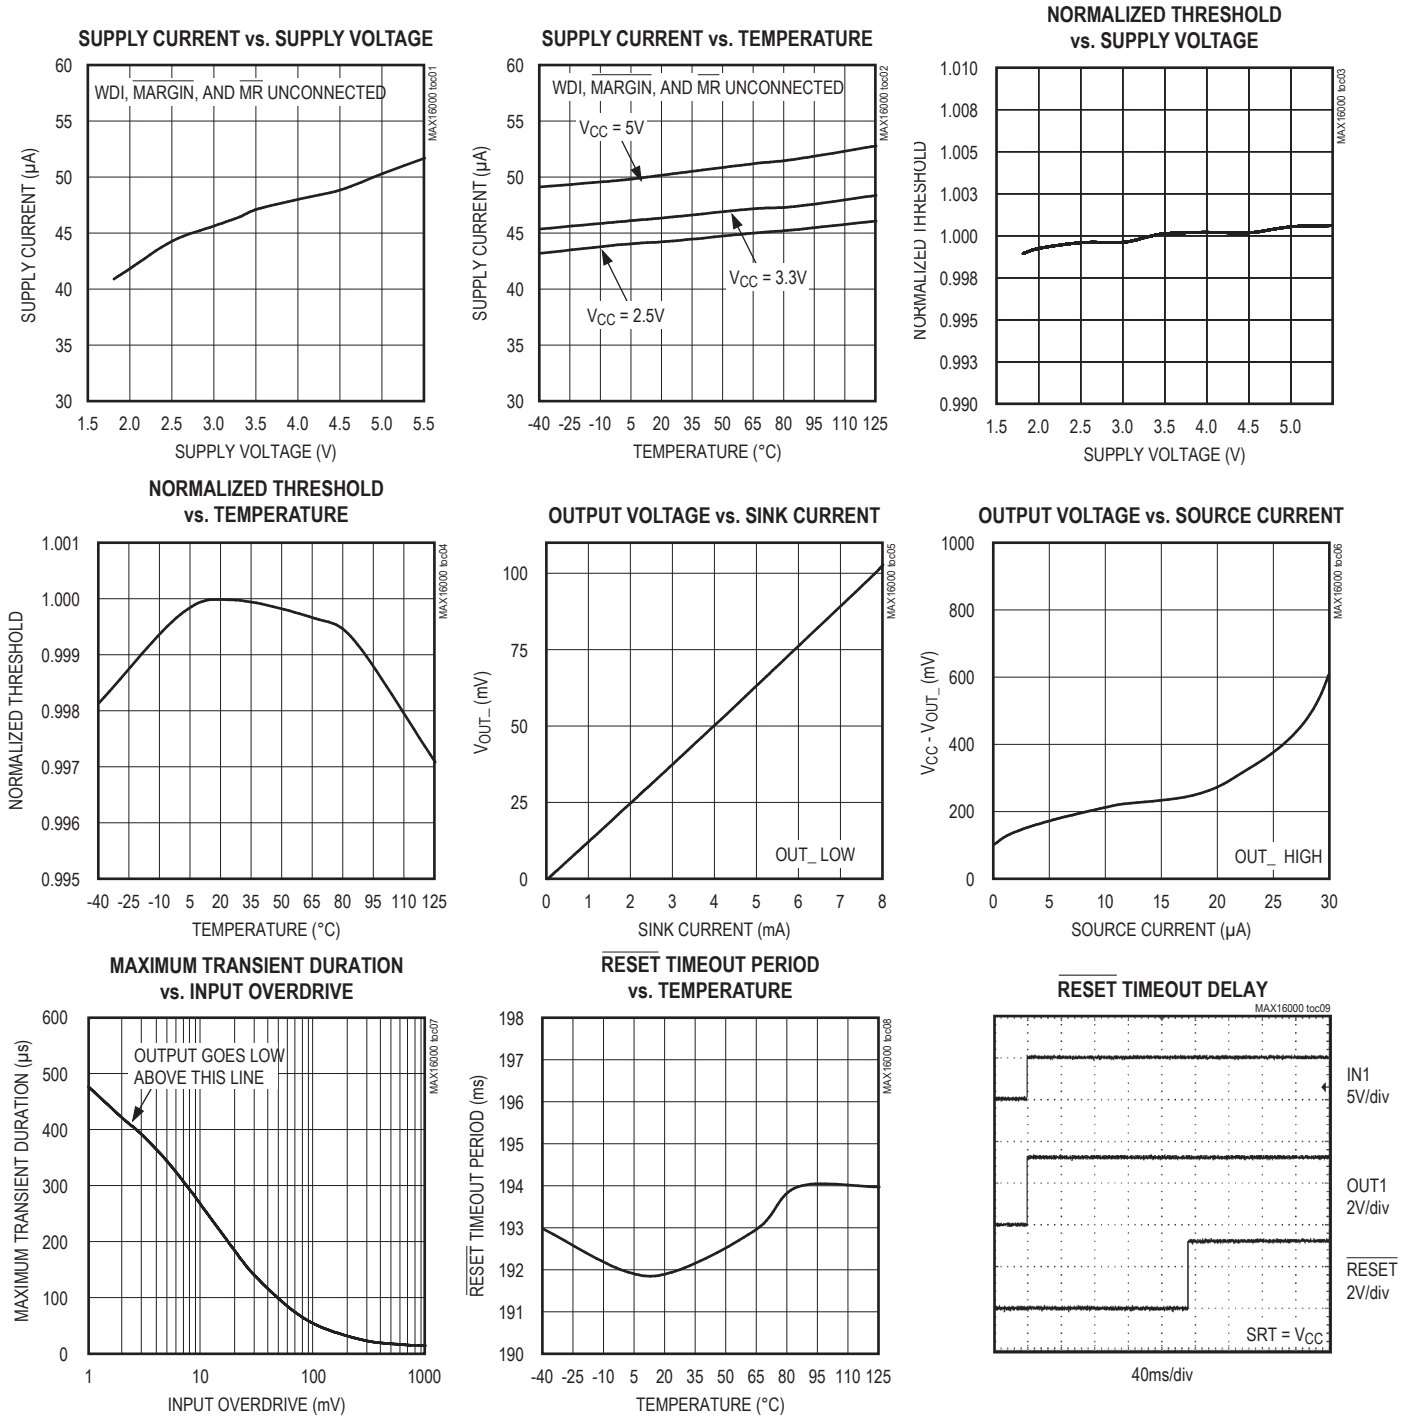 SUPPLY CURRENT vs. SUPPLY VOLTAGE
WDI, MARGIN, AND MR UNCONNECTED
MAX16000 toc01
SUPPLY CURRENT (µA)
60
55
50
45
40
35
30
1.5 2.0 2.5 3.0 3.5 4.0 4.5 5.0 5.5
SUPPLY VOLTAGE (V)
SUPPLY CURRENT vs. TEMPERATURE
WDI, MARGIN, AND MR UNCONNECTED
MAX16000 toc02
VCC = 5V
VCC = 3.3V
VCC = 2.5V
SUPPLY CURRENT (µA)
60
55
50
45
40
35
30
-40 -25 -10 5 20 35 50 65 80 95 110 125
TEMPERATURE (°C)
NORMALIZED THRESHOLD
vs. SUPPLY VOLTAGE
MAX16000 toc03
NORMALIZED THRESHOLD
1.010
1.008
1.005
1.003
1.000
0.998
0.995
0.993
0.990
1.5 2.0 2.5 3.0 3.5 4.0 4.5 5.0
SUPPLY VOLTAGE (V)
NORMALIZED THRESHOLD
vs. TEMPERATURE
MAX16000 toc04
NORMALIZED THRESHOLD
1.001
1.000
0.999
0.998
0.997
0.996
0.995
-40 -25 -10 5 20 35 50 65 80 95 110 125
TEMPERATURE (°C)
OUTPUT VOLTAGE vs. SINK CURRENT
MAX16000 toc05
VOUT_ (mV)
100
75
50
25
0
OUT_ LOW
0 1 2 3 4 5 6 7 8
SINK CURRENT (mA)
OUTPUT VOLTAGE vs. SOURCE CURRENT
MAX16000 toc06
VCC - VOUT_ (mV)
1000
800
600
400
200
0
OUT_ HIGH
0 5 10 15 20 25 30
SOURCE CURRENT (µA)
MAXIMUM TRANSIENT DURATION
vs. INPUT OVERDRIVE
MAX16000 toc07
OUTPUT GOES LOW
ABOVE THIS LINE
MAXIMUM TRANSIENT DURATION (µs)
600
500
400
300
200
100
0
1 10 100 1000
INPUT OVERDRIVE (mV)
RESET TIMEOUT PERIOD
vs. TEMPERATURE
MAX16000 toc08
RESET TIMEOUT PERIOD (ms)
198
197
196
195
194
193
192
191
190
-40 -25 -10 5 20 35 50 65 80 95 110 125
TEMPERATURE (°C)
RESET TIMEOUT DELAY
MAX16000 toc09
IN1
5V/div
OUT1
2V/div
RESET
2V/div
SRT = VCC
40ms/div